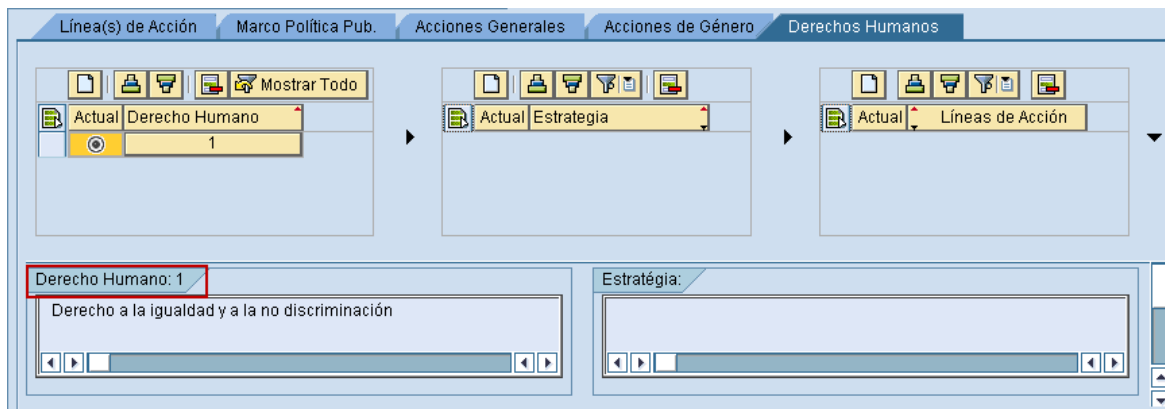 Línea(s) de Acción Marco Política Pub. Acciones Generales Acciones de Género Derechos Humanos
Mostrar Todo
Actual Derecho Humano
1
Actual Estrategia
Actual Líneas de Acción
Derecho Humano: 1
Derecho a la igualdad y a la no discriminación
Estratégia: